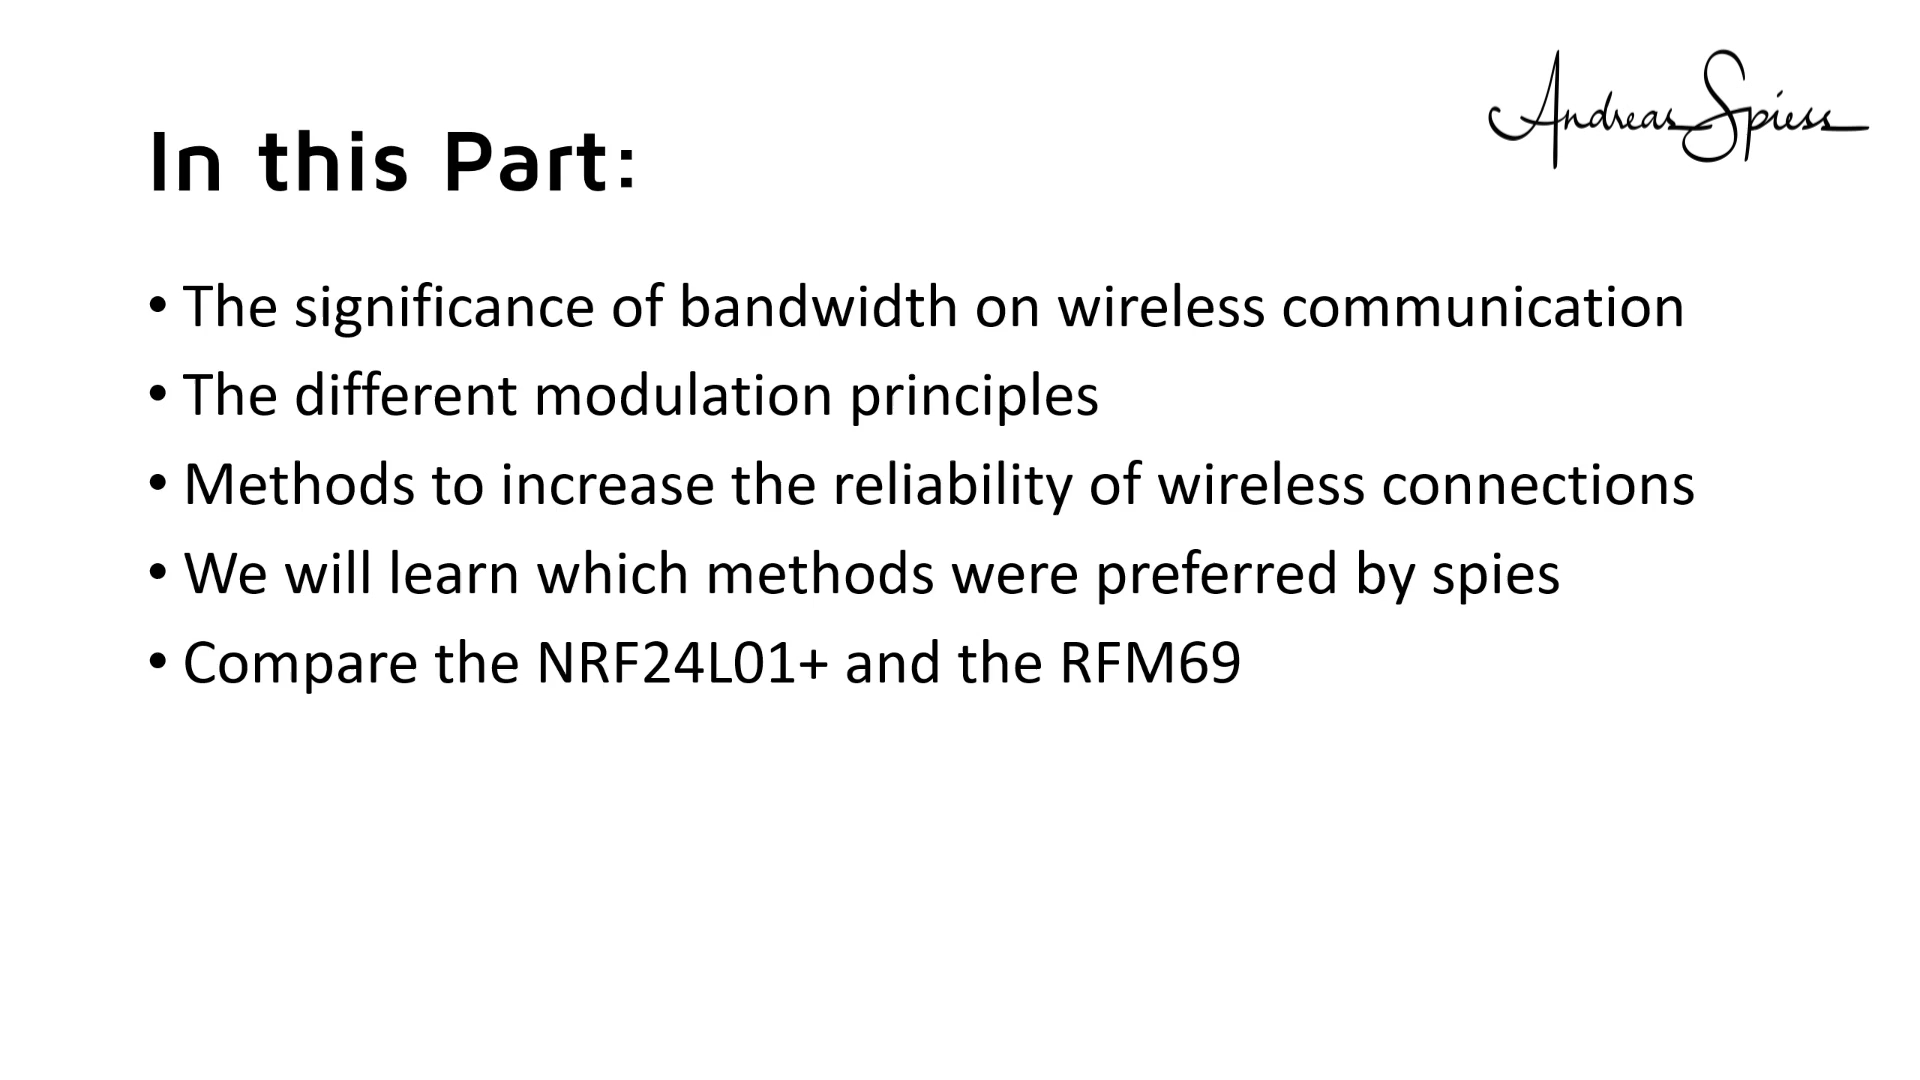 Andreas Spiess
In this Part:
• The significance of bandwidth on wireless communication
• The different modulation principles
• Methods to increase the reliability of wireless connections
• We will learn which methods were preferred by spies
• Compare the NRF24L01+ and the RFM69